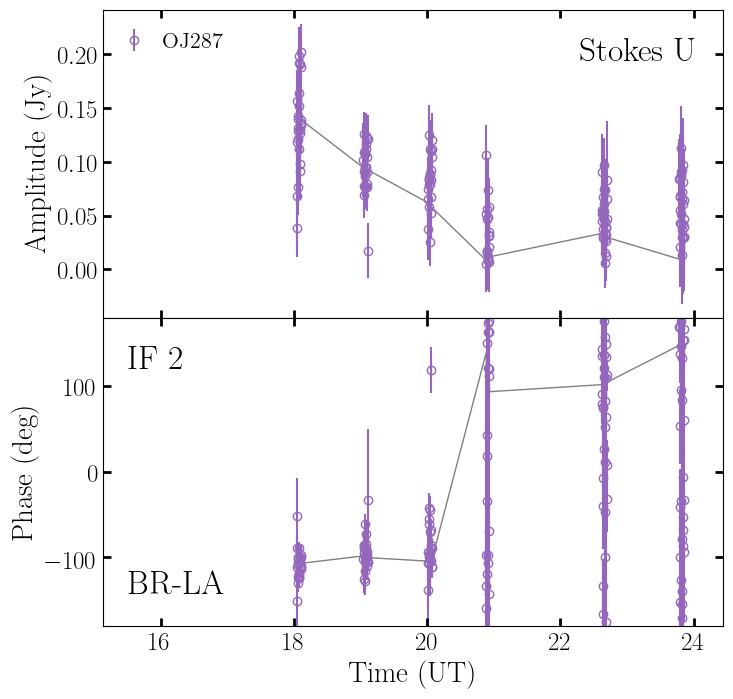 OJ287
Stokes U
0.20
0.15
0.10
0.05
0.00
Amplitude (Jy)
IF 2
100
0
−100
Phase (deg)
BR-LA
16 18 20 22 24
Time (UT)